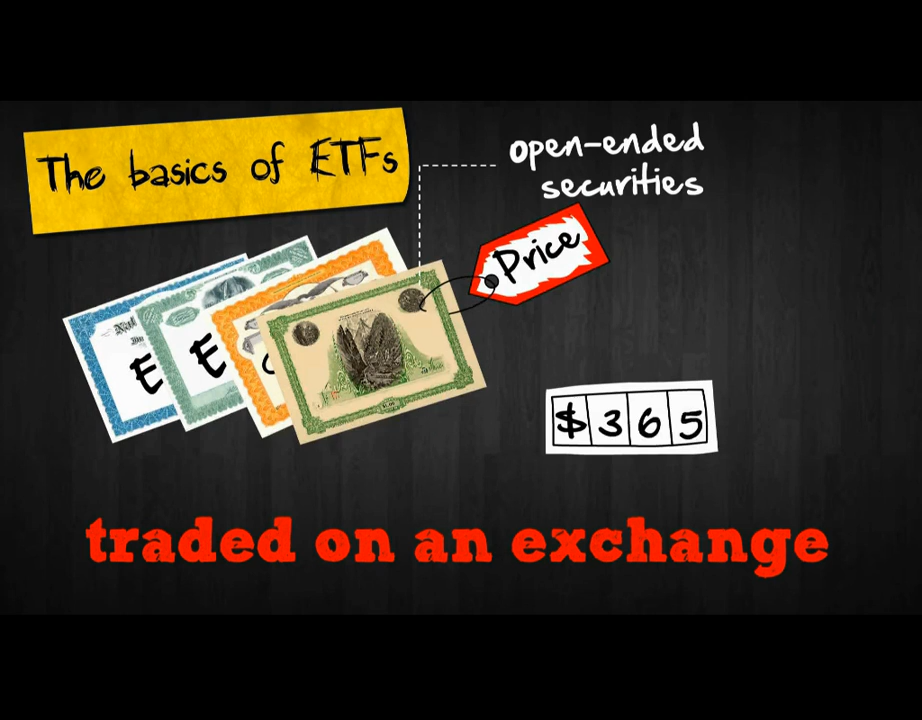 The basics of ETFs
open-ended
securities
Price
E
E
$365
traded on an exchange